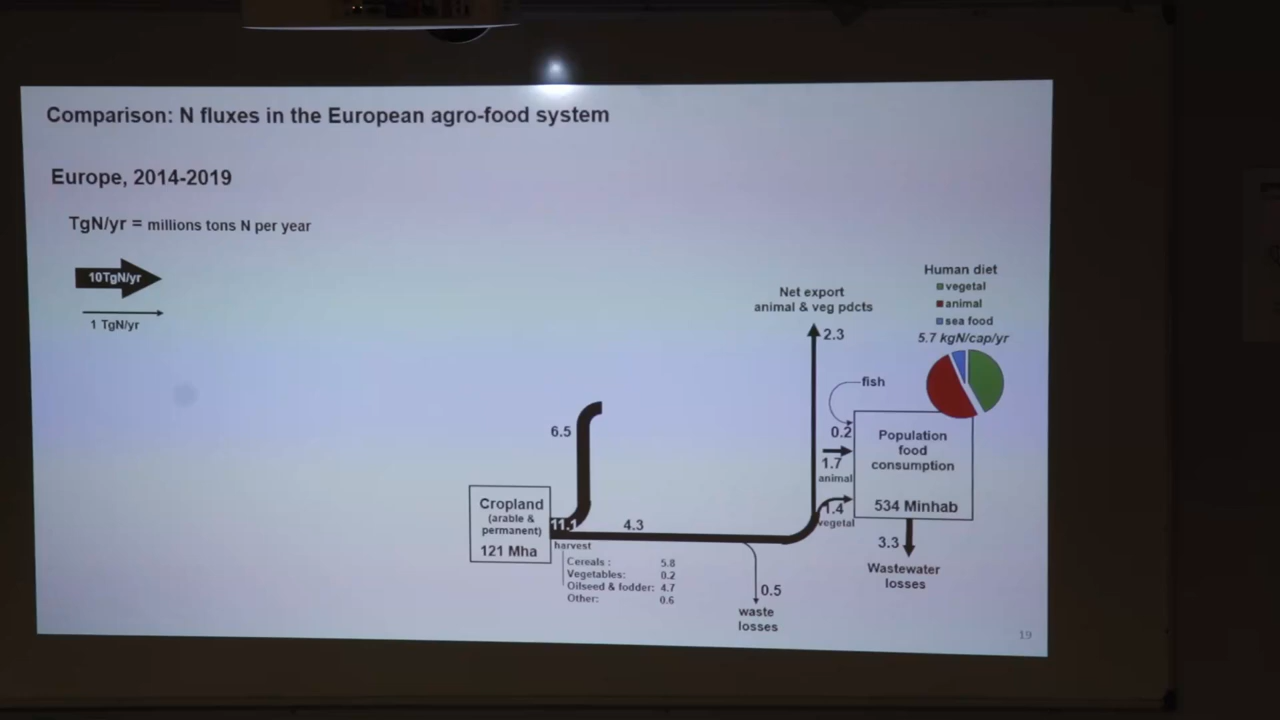 Comparison: N fluxes in the European agro-food system
Europe, 2014-2019
TgN/yr = millions tons N per year
10TgN/yr
1 TgN/yr
Human diet
vegetal
animal
sea food
5.7 kgN/cap/yr
Net export
animal & veg pdcts
2.3
fish
0.2
1.7
animal
1.4
vegetal
Population
food
consumption
534 Minhab
3.3
Wastewater
losses
6.5
Cropland
(arable &
permanent)
121 Mha
11.1
4.3
harvest
Cereals : 5.8
Vegetables: 0.2
Oilseed & fodder: 4.7
Other: 0.6
0.5
waste
losses
19